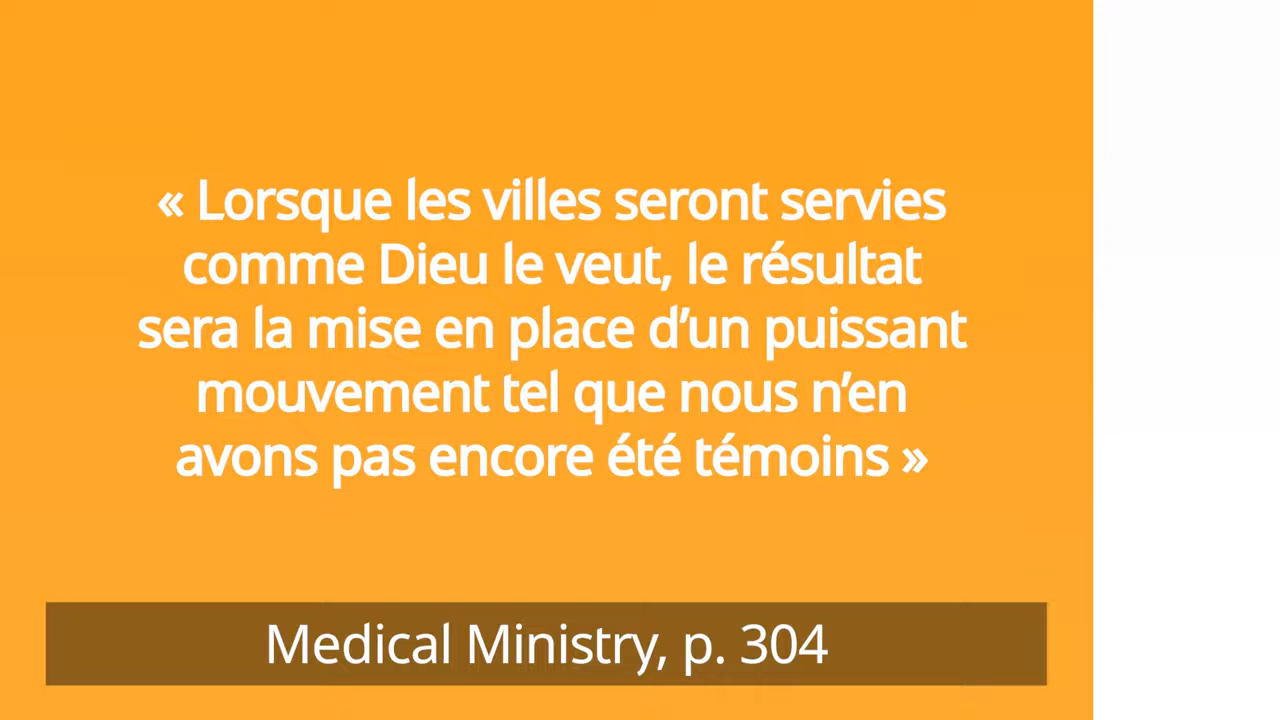 « Lorsque les villes seront servies
comme Dieu le veut, le résultat
sera la mise en place d’un puissant
mouvement tel que nous n’en
avons pas encore été témoins »
Medical Ministry, p. 304